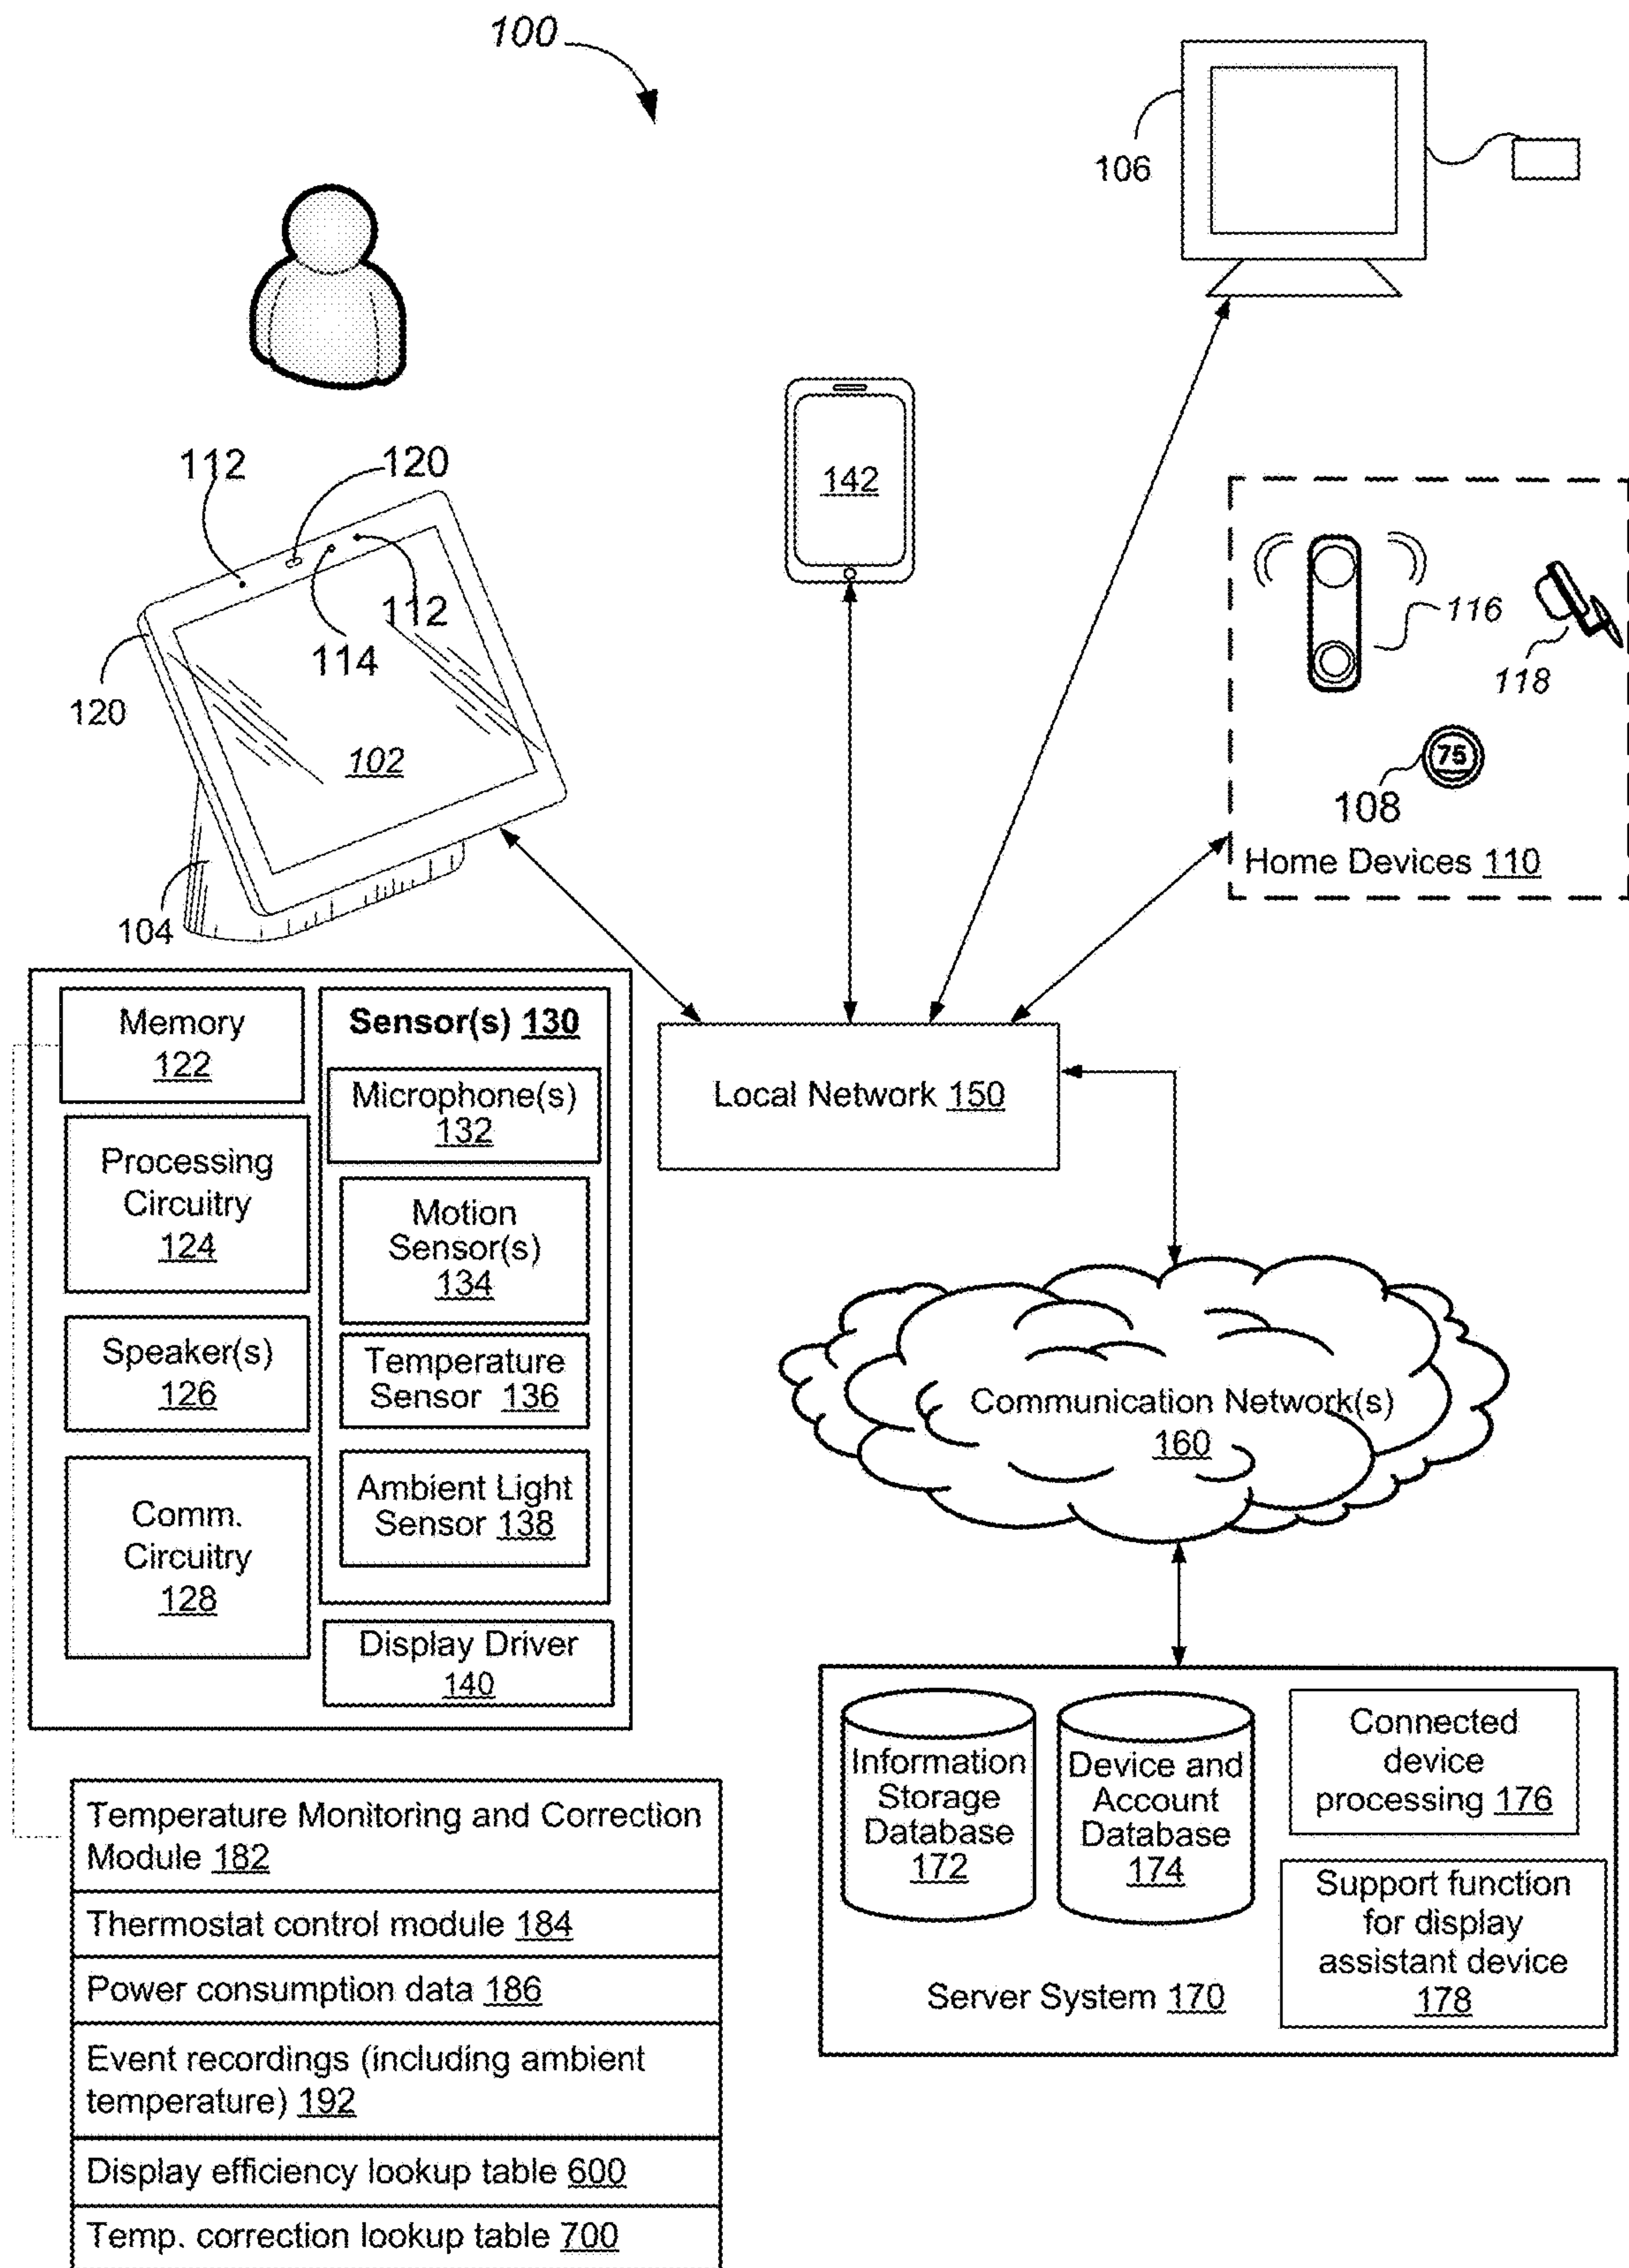 100
106
112
120
142
112
114
120
102
104
116
118
75
108
Home Devices 110
Memory
122
Processing
Circuitry
124
Speaker(s)
126
Comm.
Circuitry
128
Sensor(s) 130
Microphone(s)
132
Motion
Sensor(s)
134
Temperature
Sensor 136
Ambient Light
Sensor 138
Display Driver
140
Local Network 150
Communication Network(s)
160
Information
Storage
Database
172
Device and
Account
Database
174
Connected
device
processing 176
Support function
for display
assistant device
178
Server System 170
Temperature Monitoring and Correction
Module 182
Thermostat control module 184
Power consumption data 186
Event recordings (including ambient
temperature) 192
Display efficiency lookup table 600
Temp. correction lookup table 700